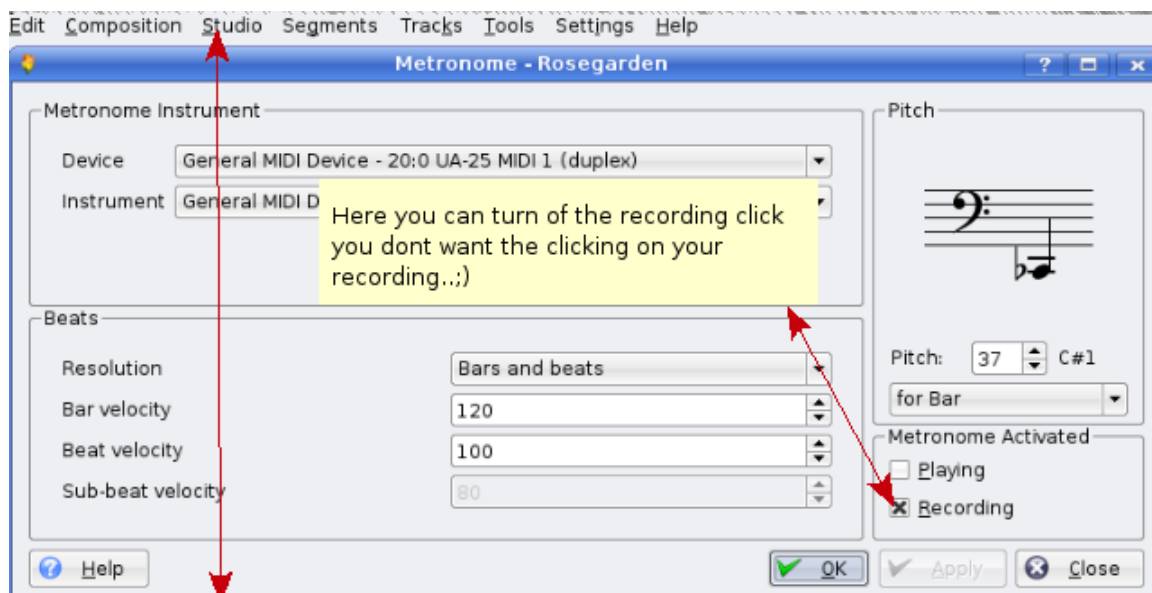 Edit Composition Studio Segments Tracks Tools Settings Help
Metronome - Rosegarden
Metronome Instrument
Device General MIDI Device - 20:0 UA-25 MIDI 1 (duplex)
Instrument General MIDI D
Here you can turn of the recording click
you dont want the clicking on your
recording..;)
Beats
Resolution Bars and beats
Bar velocity 120
Beat velocity 100
Sub-beat velocity 80
Pitch
Pitch: 37 C#1
for Bar
Metronome Activated
Playing
Recording
Help OK Apply Close